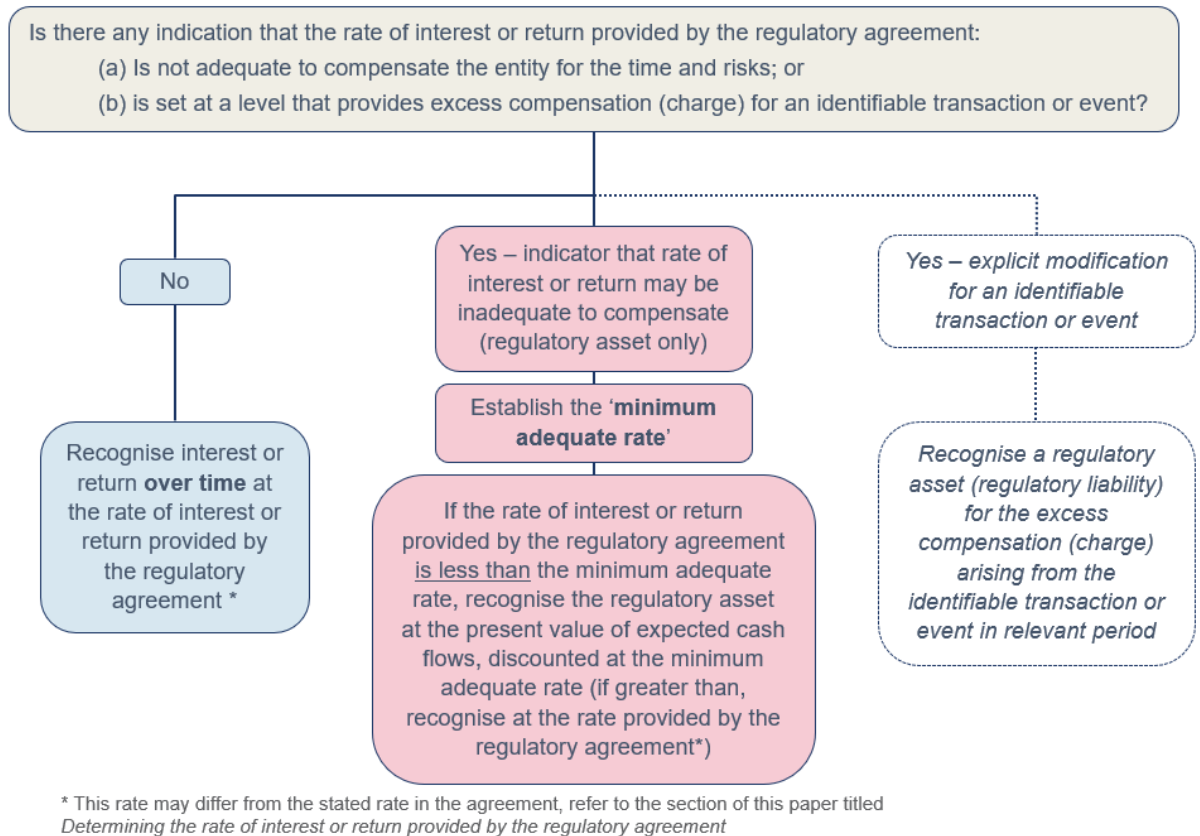 Is there any indication that the rate of interest or return provided by the regulatory agreement:
(a) Is not adequate to compensate the entity for the time and risks; or
(b) is set at a level that provides excess compensation (charge) for an identifiable transaction or event?
No
Recognise interest or
return over time at
the rate of interest or
return provided by
the regulatory
agreement *
Yes – indicator that rate of
interest or return may be
inadequate to compensate
(regulatory asset only)
Establish the ‘minimum
adequate rate’
If the rate of interest or return
provided by the regulatory agreement
is less than the minimum adequate
rate, recognise the regulatory asset
at the present value of expected cash
flows, discounted at the minimum
adequate rate (if greater than,
recognise at the rate provided by the
regulatory agreement*)
Yes – explicit modification
for an identifiable
transaction or event
Recognise a regulatory
asset (regulatory liability)
for the excess
compensation (charge)
arising from the
identifiable transaction or
event in relevant period
* This rate may differ from the stated rate in the agreement, refer to the section of this paper titled
Determining the rate of interest or return provided by the regulatory agreement